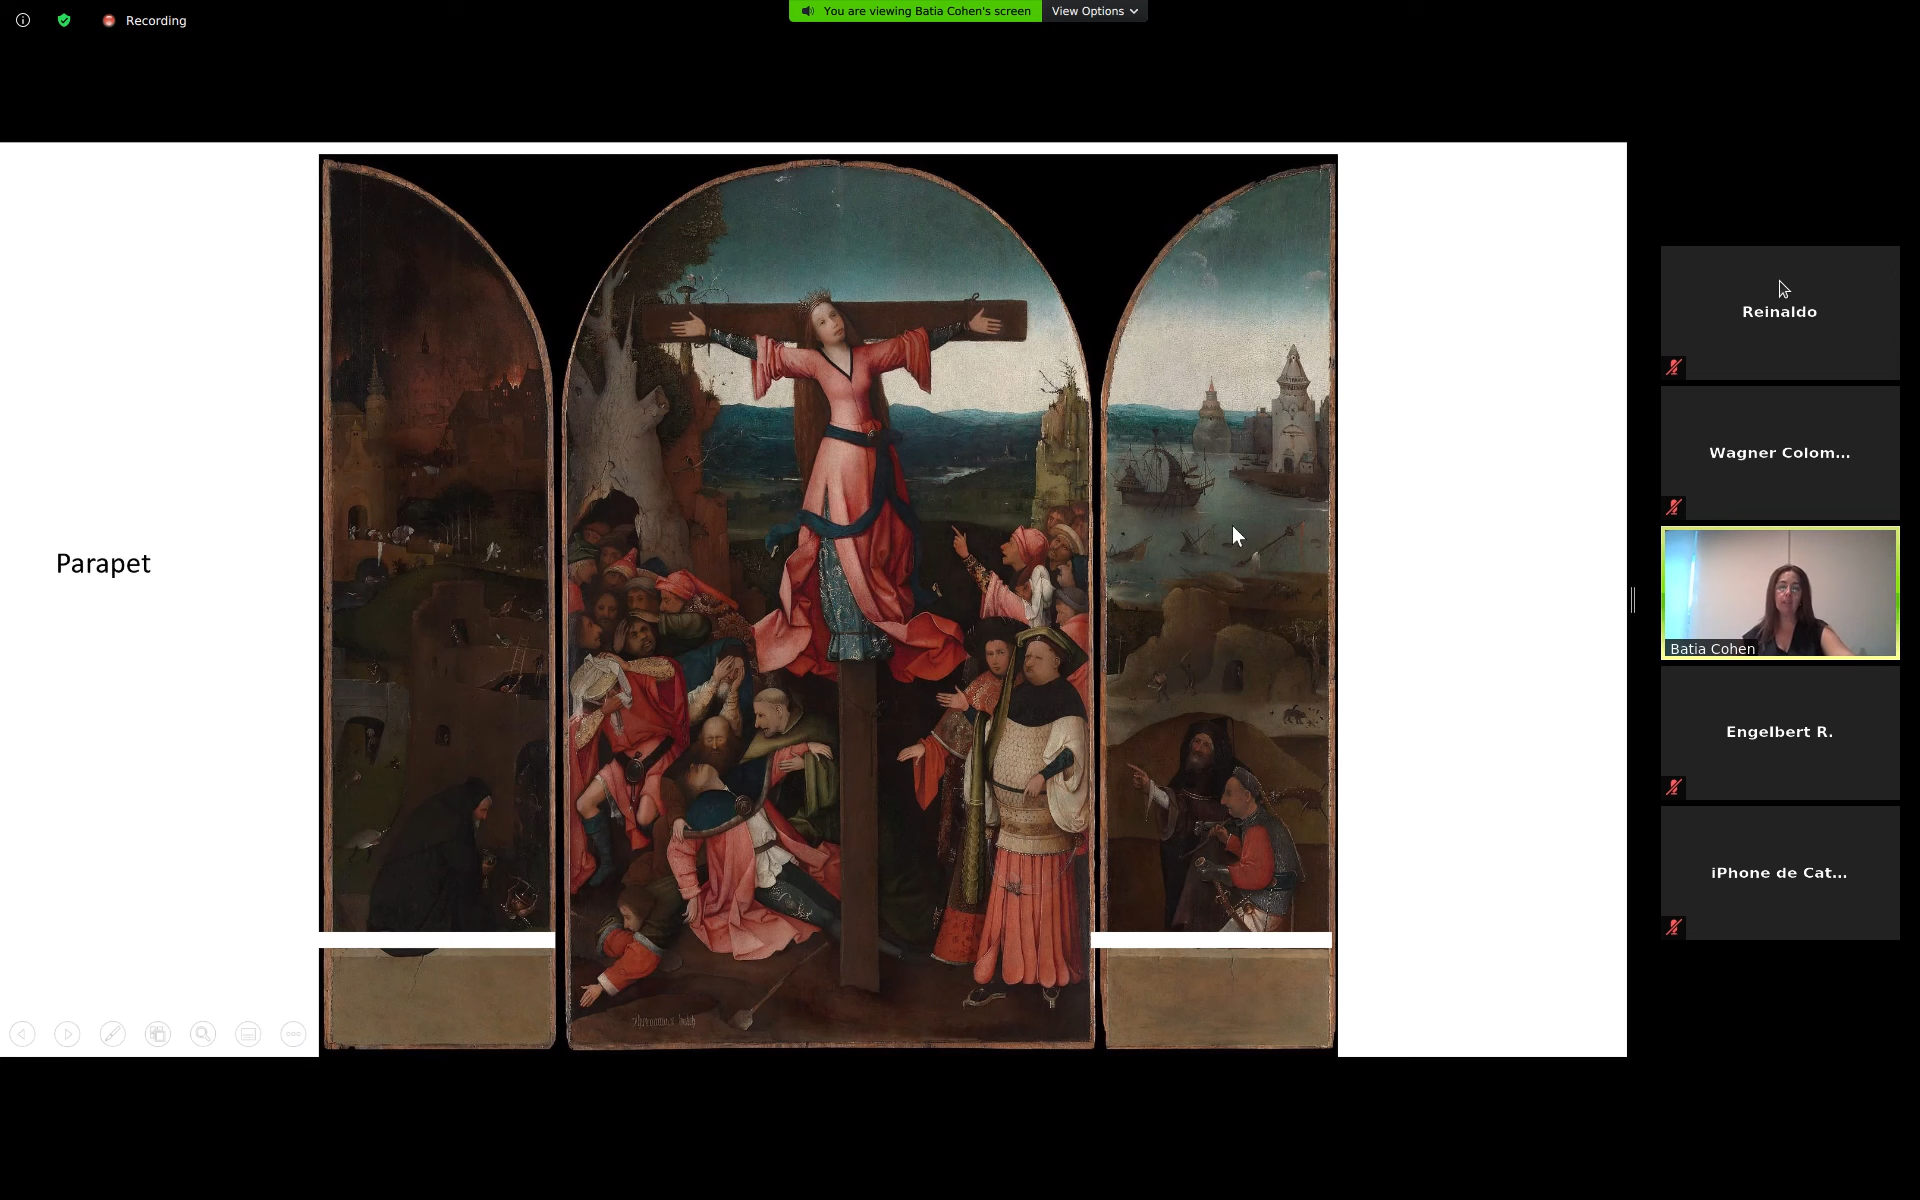 Recording
You are viewing Batia Cohen's screen
View Options
Parapet
Reinaldo
Wagner Colom...
Batia Cohen
Engelbert R.
iPhone de Cat...